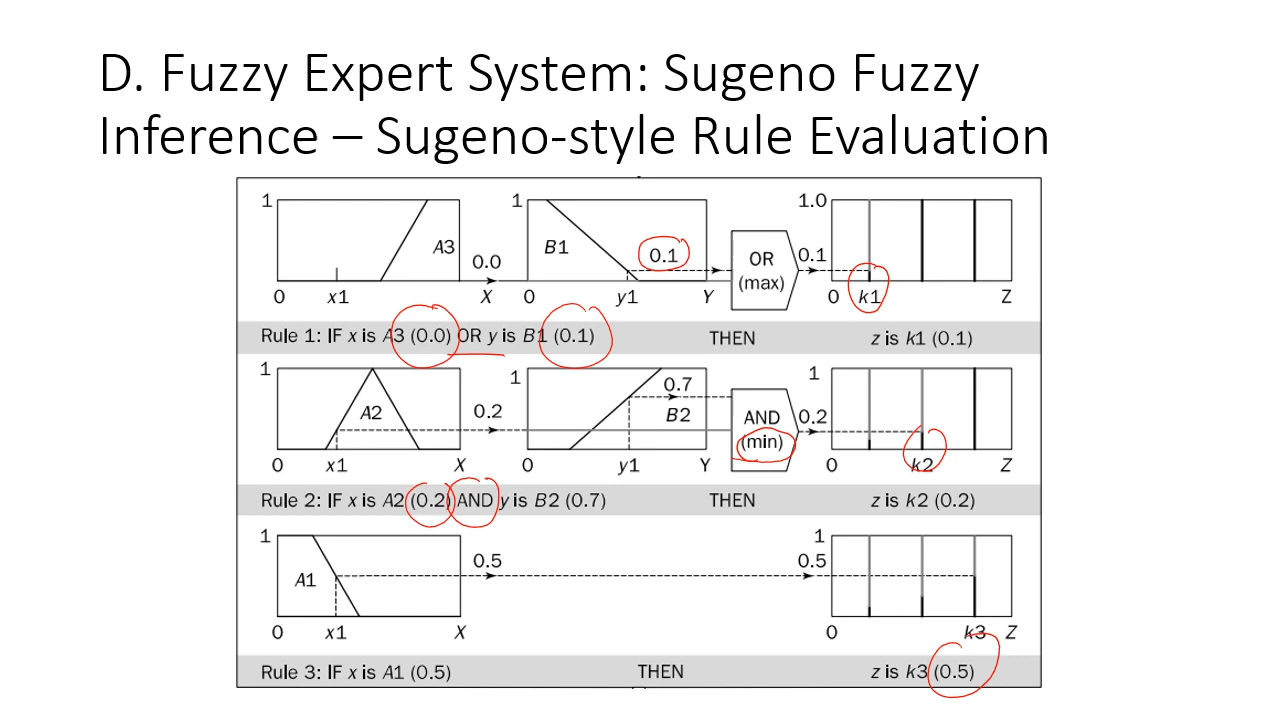 D. Fuzzy Expert System: Sugeno Fuzzy
Inference – Sugeno-style Rule Evaluation
1
A3
0
x1
X
0.0
1
B1
0.1
0
y1
Y
OR
(max)
0.1
1.0
0
k1
Z
Rule 1: IF x is A3 (0.0) OR y is B1 (0.1) THEN z is k1 (0.1)
1
A2
0
x1
X
0.2
1
0.7
B2
0
y1
Y
AND
(min)
0.2
1
0
k2
Z
Rule 2: IF x is A2 (0.2) AND y is B2 (0.7) THEN z is k2 (0.2)
1
A1
0
x1
X
0.5
1
0.5
0
k3
Z
Rule 3: IF x is A1 (0.5) THEN z is k3 (0.5)